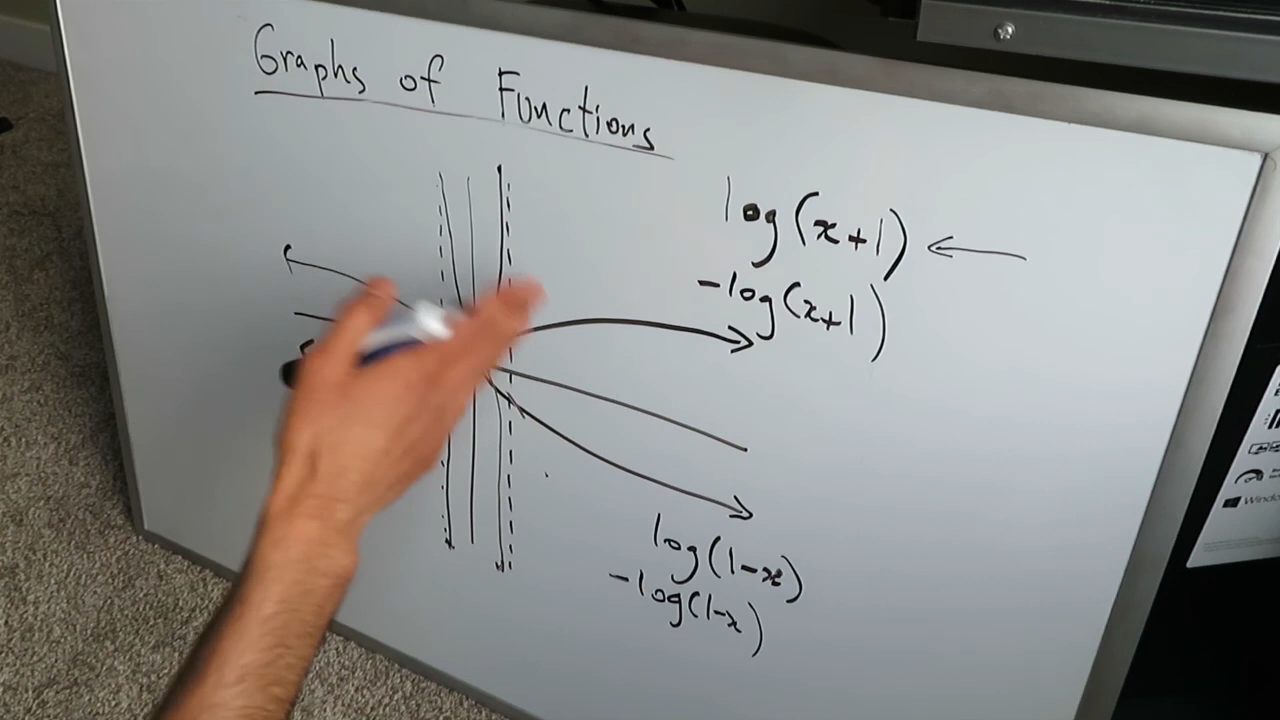 Graphs of Functions
log(x+1)
-log(x+1)
log(1-x)
-log(1-x)